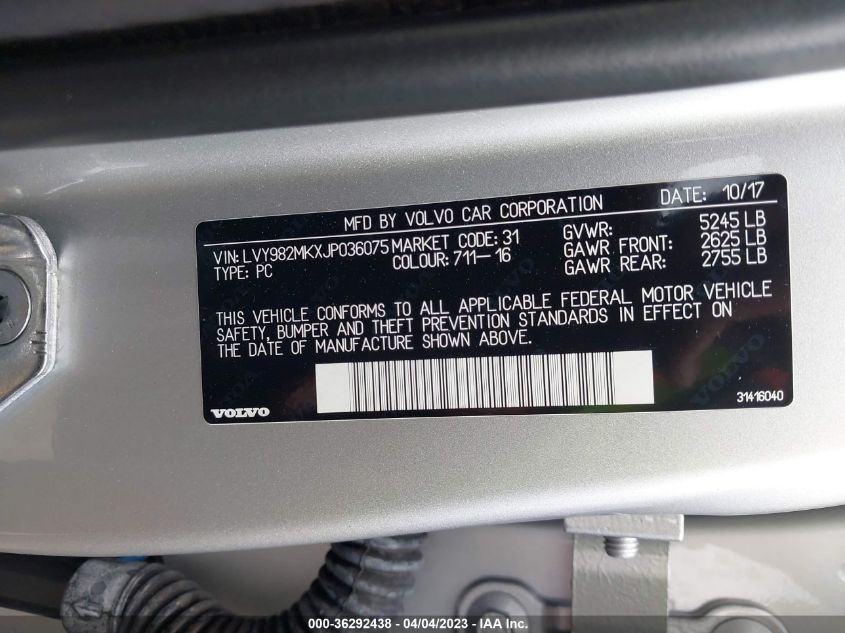 MFD BY VOLVO CAR CORPORATION DATE: 10/17
VIN: LVY982MKXJP036075 MARKET CODE: 31 GVWR: 5245 LB
TYPE: PC COLOUR: 711-16 GAWR FRONT: 2625 LB
GAWR REAR: 2755 LB
THIS VEHICLE CONFORMS TO ALL APPLICABLE FEDERAL MOTOR VEHICLE
SAFETY, BUMPER AND THEFT PREVENTION STANDARDS IN EFFECT ON
THE DATE OF MANUFACTURE SHOWN ABOVE.
VOLVO
VOLVO
31416040
000-36292438 - 04/04/2023 - IAA Inc.